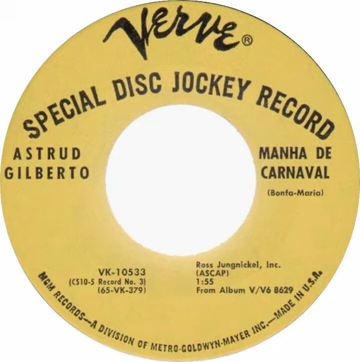 Verve®
SPECIAL DISC JOCKEY RECORD
ASTRUD
GILBERTO
MANHA DE
CARNAVAL
(Bonfa-Maria)
VK-10533
(CS10-5 Record No. 3)
(65-VK-379)
Ross Jungnickel, Inc.
(ASCAP)
1:55
From Album V/V6 8629
MGM RECORDS—A DIVISION OF METRO-GOLDWYN-MAYER INC.—MADE IN U.S.A.